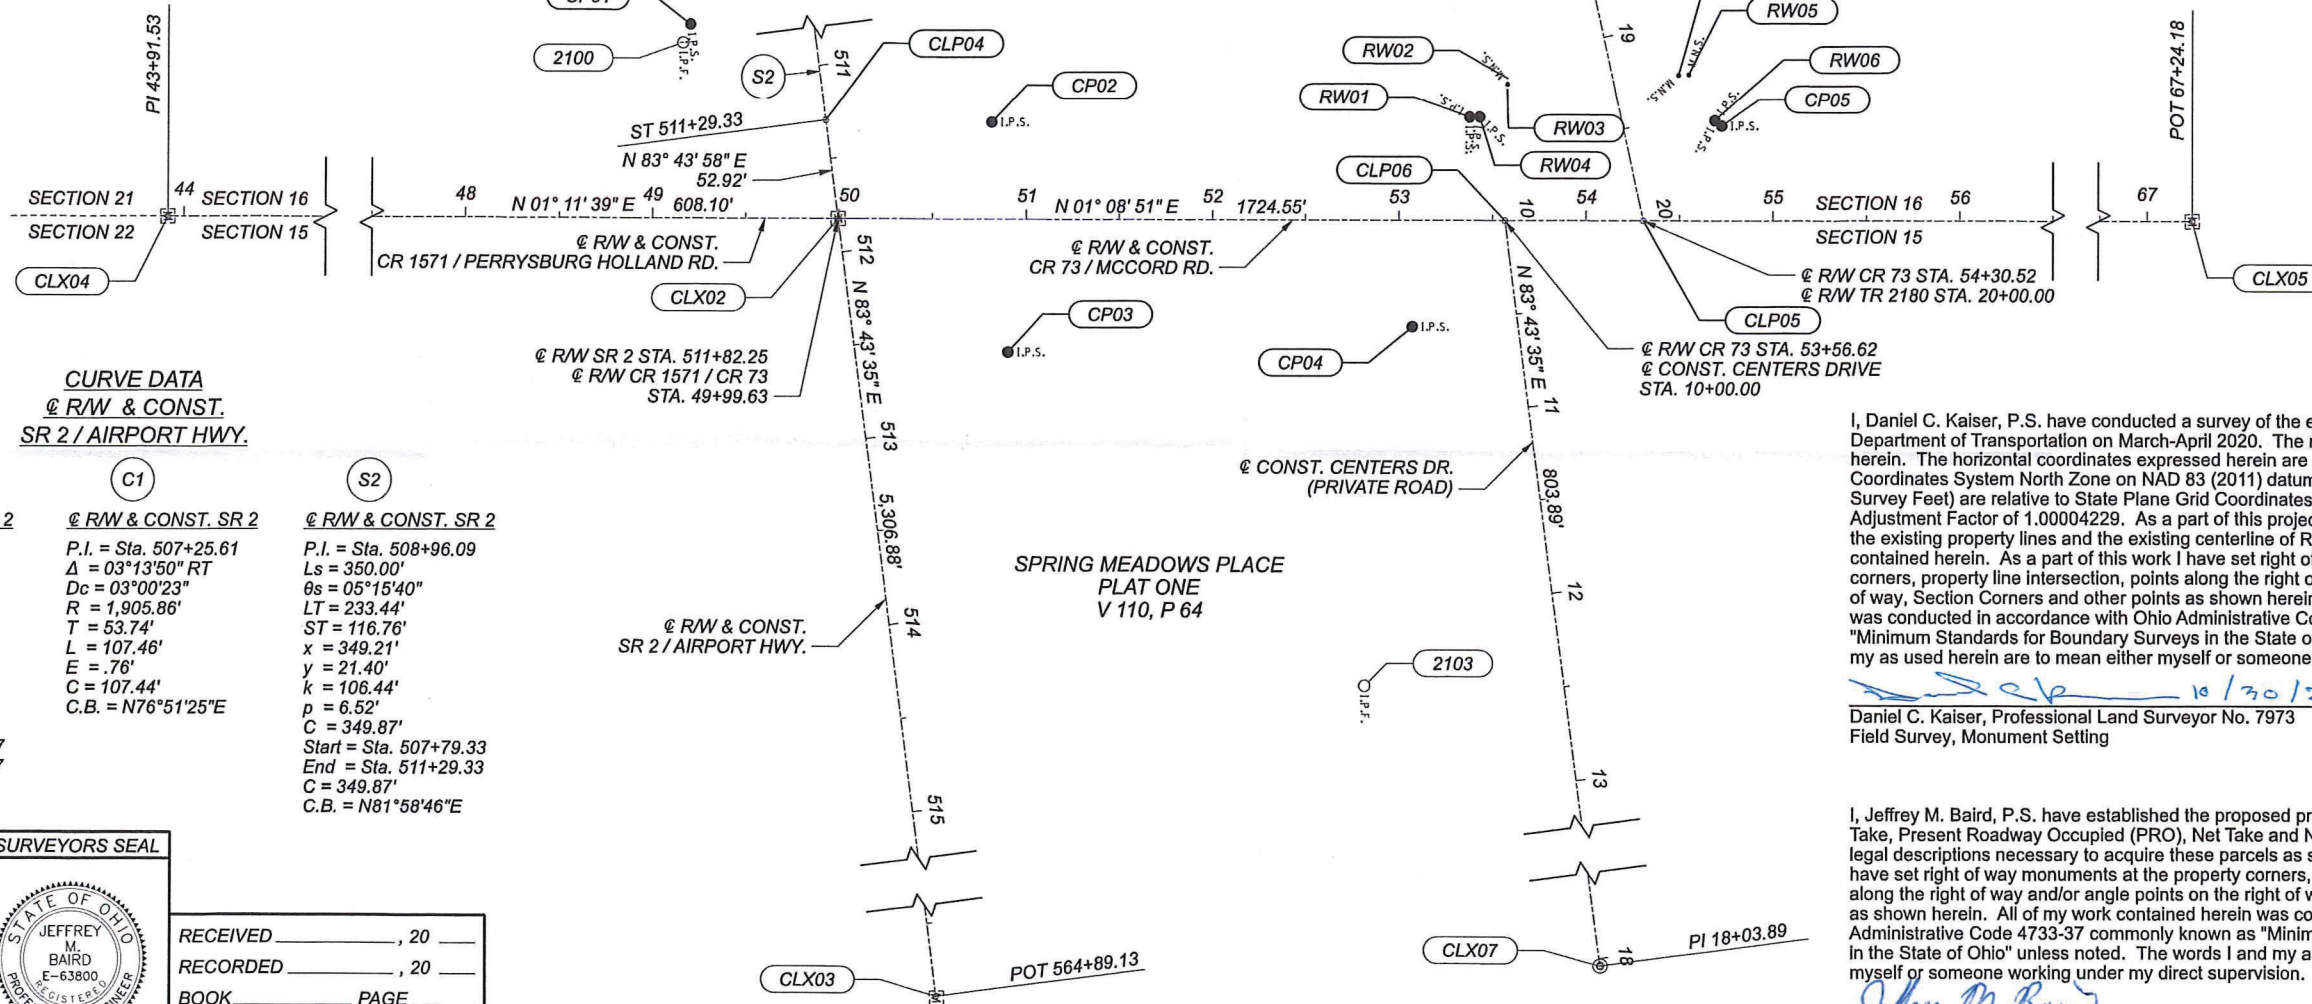 CP01
2100
I.P.S.
I.P.F.
PI 43+91.53
S2
511
CLP04
CP02
I.P.S.
ST 511+29.33
N 83° 43' 58" E
52.92'
19
RW05
RW02
M.N.S.
RW06
RW01
I.P.S.
I.P.S.
I.P.S.
M.N.S.
M.N.S.
I.P.S.
I.P.S.
I.P.S.
CP05
RW03
RW04
CLP06
POT 67+24.18
SECTION 21
44
SECTION 16
48
N 01° 11' 39" E
49
608.10'
50
51
N 01° 08' 51" E
52
1724.55'
53
10
54
20
55
SECTION 16
56
67
SECTION 22
SECTION 15
SECTION 15
CLX04
℄ R/W & CONST.
CR 1571 / PERRYSBURG HOLLAND RD.
CLX02
512
℄ R/W & CONST.
CR 73 / MCCORD RD.
℄ R/W CR 73 STA. 54+30.52
℄ R/W TR 2180 STA. 20+00.00
CLX05
CLP05
N 83° 43' 35" E
CP03
I.P.S.
CP04
I.P.S.
N 83° 43' 35" E
℄ R/W SR 2 STA. 511+82.25
℄ R/W CR 1571 / CR 73
STA. 49+99.63
℄ R/W CR 73 STA. 53+56.62
℄ CONST. CENTERS DRIVE
STA. 10+00.00
11
513
℄ CONST. CENTERS DR.
(PRIVATE ROAD)
803.89'
5,306.88'
12
514
SPRING MEADOWS PLACE
PLAT ONE
V 110, P 64
℄ R/W & CONST.
SR 2 / AIRPORT HWY.
2103
I.P.F.
13
515
CLX03
POT 564+89.13
CLX07
18
PI 18+03.89
CURVE DATA
℄ R/W & CONST.
SR 2 / AIRPORT HWY.
2
C1
℄ R/W & CONST. SR 2
P.I. = Sta. 507+25.61
Δ = 03°13'50" RT
Dc = 03°00'23"
R = 1,905.86'
T = 53.74'
L = 107.46'
E = .76'
C = 107.44'
C.B. = N76°51'25"E
S2
℄ R/W & CONST. SR 2
P.I. = Sta. 508+96.09
Ls = 350.00'
θs = 05°15'40"
LT = 233.44'
ST = 116.76'
x = 349.21'
y = 21.40'
k = 106.44'
p = 6.52'
C = 349.87'
Start = Sta. 507+79.33
End = Sta. 511+29.33
C = 349.87'
C.B. = N81°58'46"E
SURVEYORS SEAL
STATE OF OHIO
JEFFREY
M.
BAIRD
E-63800
REGISTERED
RECEIVED , 20
RECORDED , 20
BOOK PAGE
I, Daniel C. Kaiser, P.S. have conducted a survey of the e
Department of Transportation on March-April 2020. The
herein. The horizontal coordinates expressed herein are
Coordinates System North Zone on NAD 83 (2011) datum
Survey Feet) are relative to State Plane Grid Coordinates
Adjustment Factor of 1.00004229. As a part of this projec
the existing property lines and the existing centerline of R
contained herein. As a part of this work I have set right of
corners, property line intersection, points along the right o
of way, Section Corners and other points as shown herein
was conducted in accordance with Ohio Administrative Co
"Minimum Standards for Boundary Surveys in the State o
my as used herein are to mean either myself or someone
10/30/2
Daniel C. Kaiser, Professional Land Surveyor No. 7973
Field Survey, Monument Setting
I, Jeffrey M. Baird, P.S. have established the proposed pr
Take, Present Roadway Occupied (PRO), Net Take and N
legal descriptions necessary to acquire these parcels as s
have set right of way monuments at the property corners,
along the right of way and/or angle points on the right of w
as shown herein. All of my work contained herein was co
Administrative Code 4733-37 commonly known as "Minim
in the State of Ohio" unless noted. The words I and my a
myself or someone working under my direct supervision.